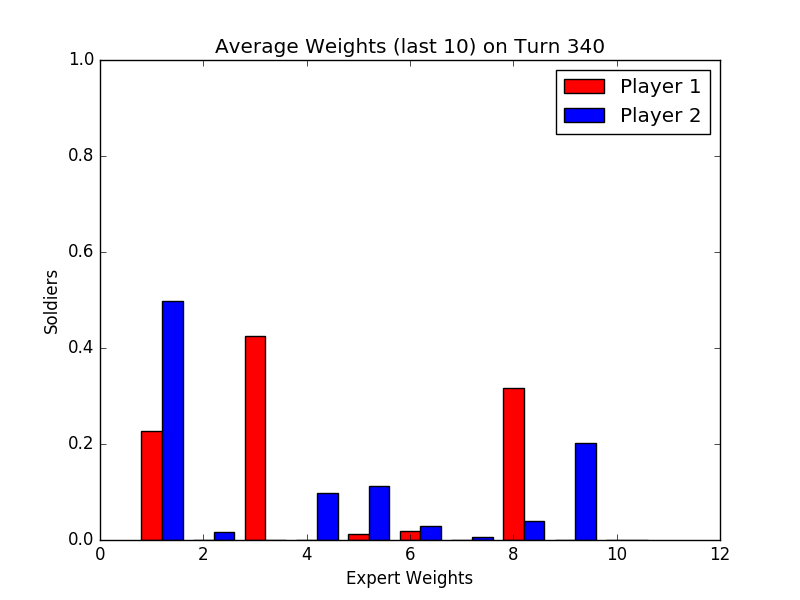 Average Weights (last 10) on Turn 340
1.0
Player 1
Player 2
0.8
0.6
Soldiers
0.4
0.2
0.0
0 2 4 6 8 10 12
Expert Weights